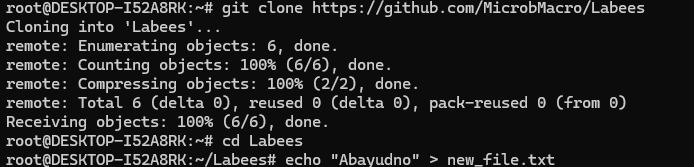 root@DESKTOP-I52A8RK:~# git clone https://github.com/MicrobMacro/Labees
Cloning into 'Labees'...
remote: Enumerating objects: 6, done.
remote: Counting objects: 100% (6/6), done.
remote: Compressing objects: 100% (2/2), done.
remote: Total 6 (delta 0), reused 0 (delta 0), pack-reused 0 (from 0)
Receiving objects: 100% (6/6), done.
root@DESKTOP-I52A8RK:~# cd Labees
root@DESKTOP-I52A8RK:~/Labees# echo "Abayudno" > new_file.txt